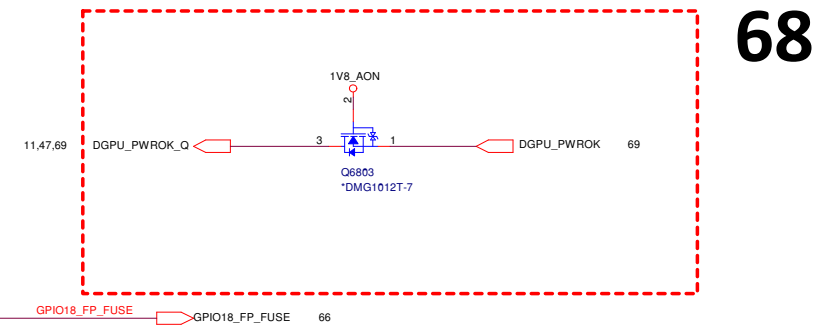 68
1V8_AON
2
11,47,69 DGPU_PWROK_Q 3 1 DGPU_PWROK 69
Q6803
*DMG1012T-7
GPIO18_FP_FUSE GPIO18_FP_FUSE 66